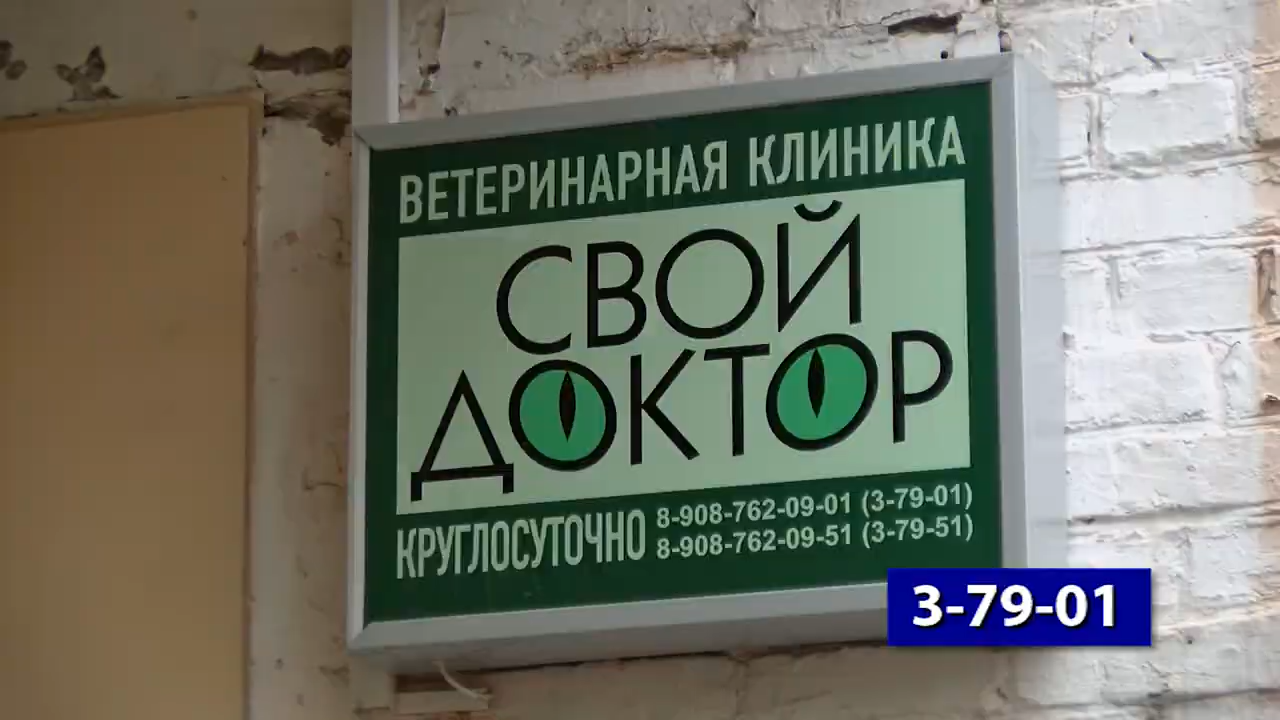 ВЕТЕРИНАРНАЯ КЛИНИКА
СВОЙ
ДОКТОР
КРУГЛОСУТОЧНО
8-908-762-09-01 (3-79-01)
8-908-762-09-51 (3-79-51)
3-79-01